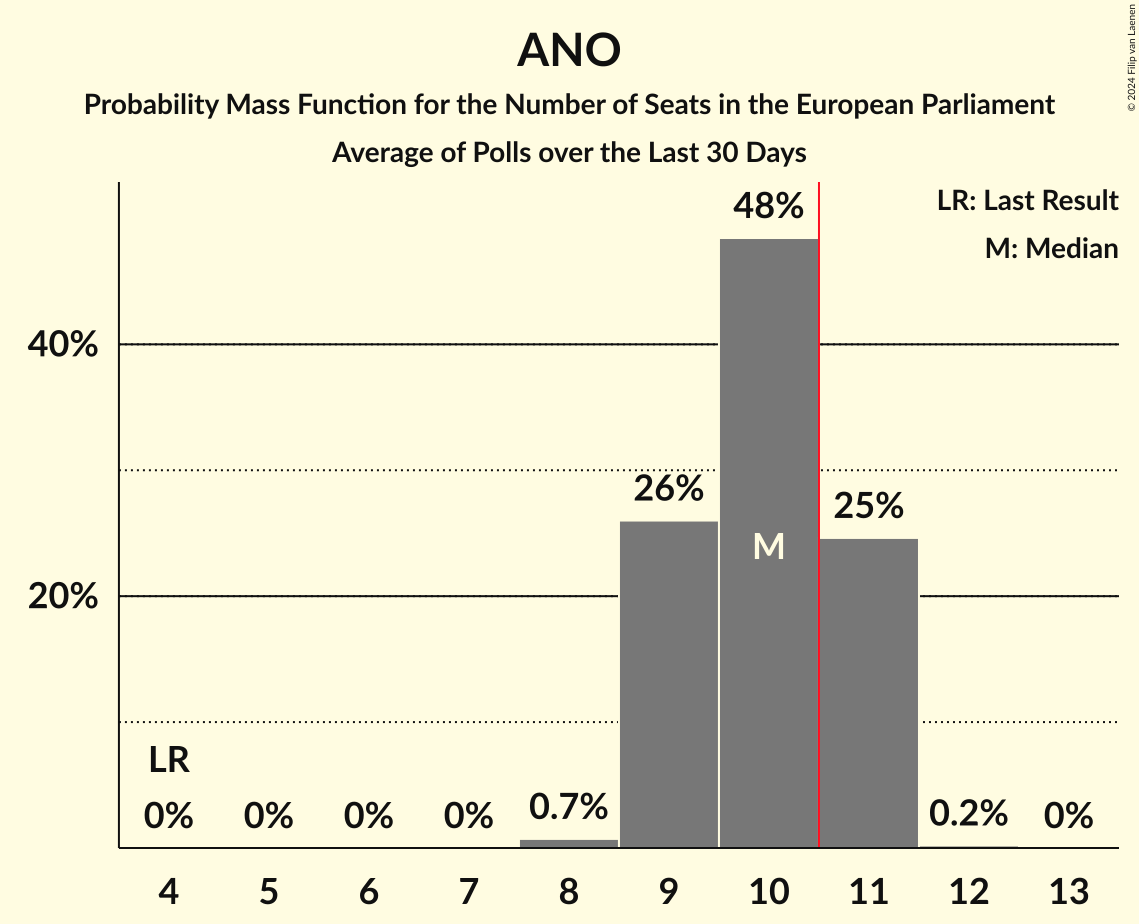 ANO
Probability Mass Function for the Number of Seats in the European Parliament
Average of Polls over the Last 30 Days
© 2024 Filip van Laenen
LR: Last Result
M: Median
48%
40%
26%
25%
M
20%
LR
0%
0%
0%
0%
0.7%
0.2%
0%
4 5 6 7 8 9 10 11 12 13